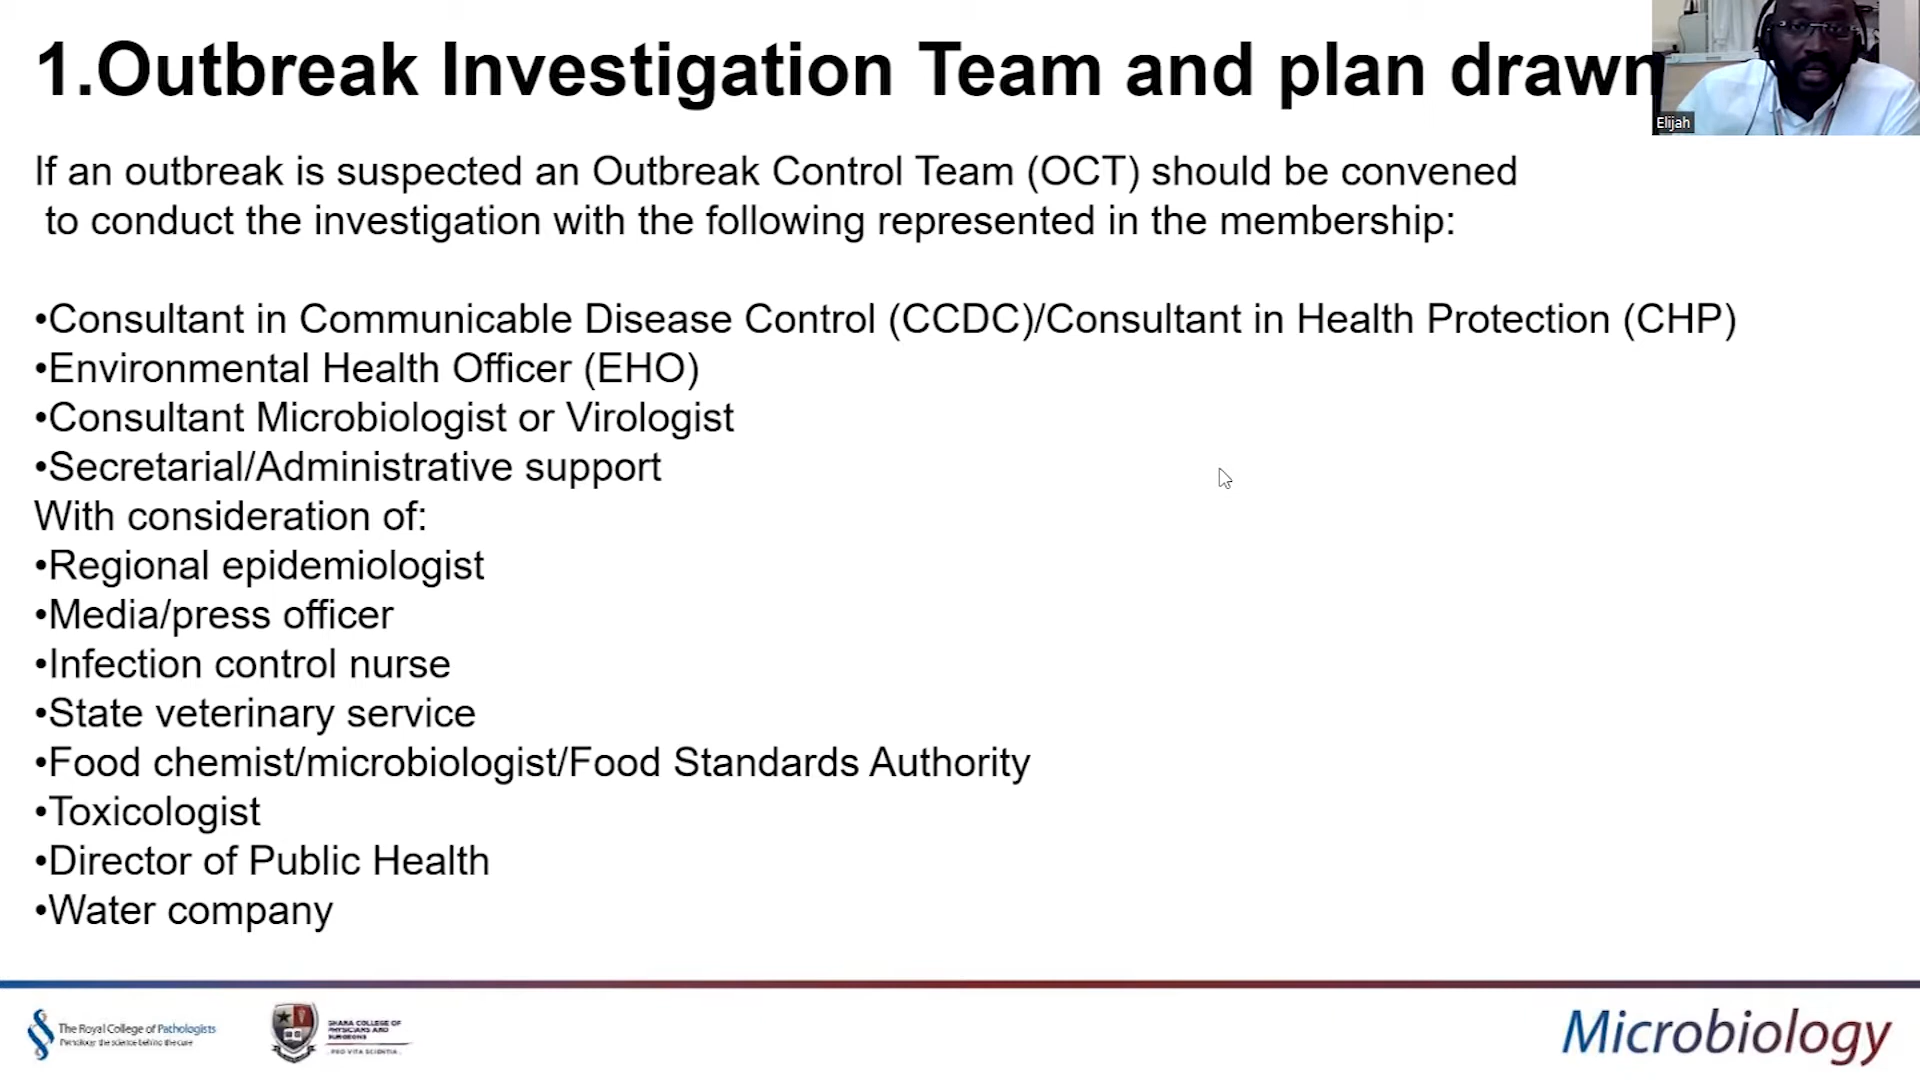 1.Outbreak Investigation Team and plan drawn
Elijah
If an outbreak is suspected an Outbreak Control Team (OCT) should be convened
to conduct the investigation with the following represented in the membership:
•Consultant in Communicable Disease Control (CCDC)/Consultant in Health Protection (CHP)
•Environmental Health Officer (EHO)
•Consultant Microbiologist or Virologist
•Secretarial/Administrative support
With consideration of:
•Regional epidemiologist
•Media/press officer
•Infection control nurse
•State veterinary service
•Food chemist/microbiologist/Food Standards Authority
•Toxicologist
•Director of Public Health
•Water company
The Royal College of Pathologists
Pathology: the science behind the cure
GHANA COLLEGE OF
PHYSICIANS AND
SURGEONS
PRO VITA SCIENTIA
Microbiology